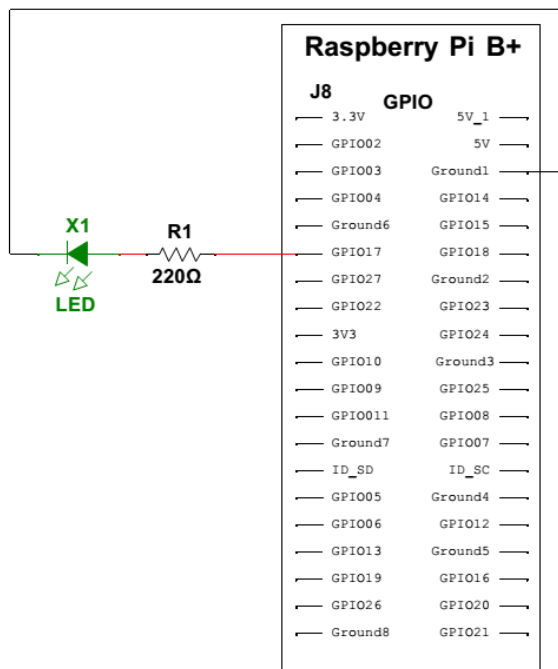 Raspberry Pi B+
J8
GPIO
3.3V 5V_1
GPIO02 5V
GPIO03 Ground1
GPIO04 GPIO14
X1 Ground6 GPIO15
R1
GPIO17 GPIO18
220Ω GPIO27 Ground2
LED GPIO22 GPIO23
3V3 GPIO24
GPIO10 Ground3
GPIO09 GPIO25
GPIO011 GPIO08
Ground7 GPIO07
ID_SD ID_SC
GPIO05 Ground4
GPIO06 GPIO12
GPIO13 Ground5
GPIO19 GPIO16
GPIO26 GPIO20
Ground8 GPIO21